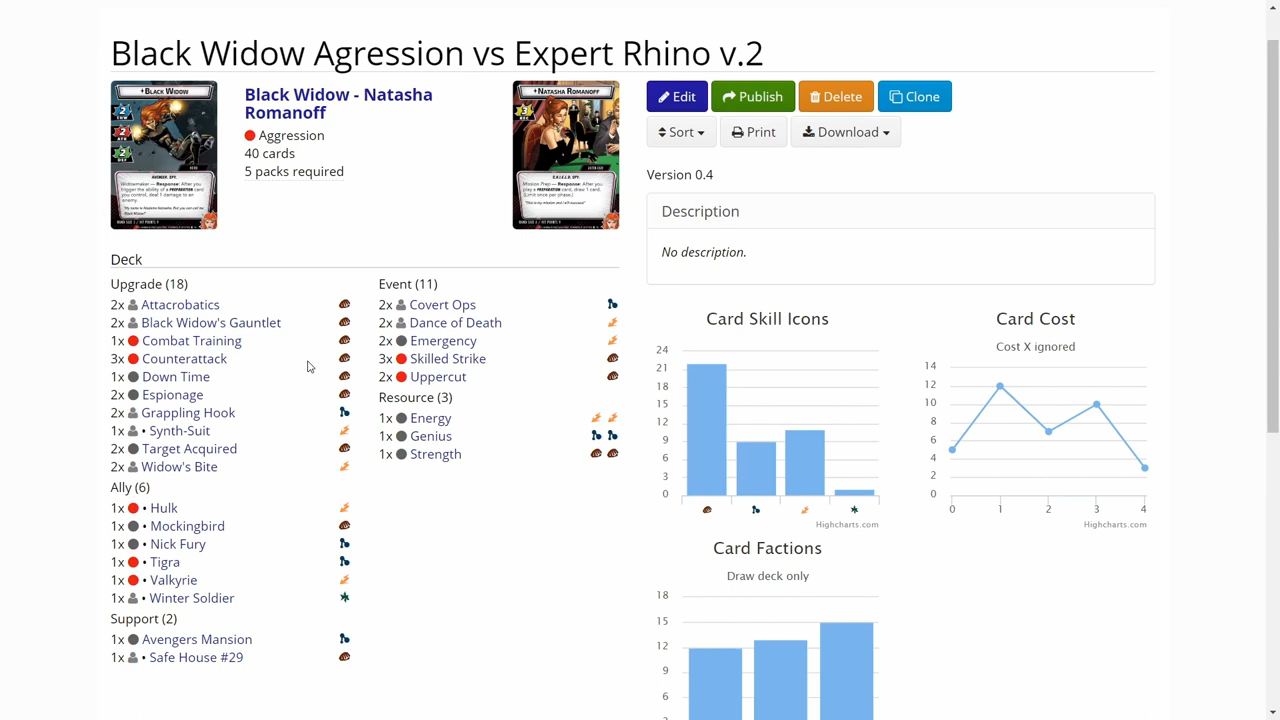 Black Widow Agression vs Expert Rhino v.2
BLACK WIDOW
Black Widow - Natasha
Romanoff
Aggression
40 cards
5 packs required
NATASHA ROMANOFF
Edit
Publish
Delete
Clone
Sort
Print
Download
Version 0.4
Description
No description.
Deck
Upgrade (18)
2x Attacrobatics
2x Black Widow's Gauntlet
1x Combat Training
3x Counterattack
1x Down Time
2x Espionage
2x Grappling Hook
1x • Synth-Suit
2x Target Acquired
2x Widow's Bite
Ally (6)
1x • Hulk
1x • Mockingbird
1x • Nick Fury
1x • Tigra
1x • Valkyrie
1x • Winter Soldier
Support (2)
1x Avengers Mansion
1x • Safe House #29
Event (11)
2x Covert Ops
2x Dance of Death
2x Emergency
3x Skilled Strike
2x Uppercut
Resource (3)
1x Energy
1x Genius
1x Strength
Card Skill Icons
24
21
18
15
12
9
6
3
0
Highcharts.com
Card Cost
Cost X ignored
14
12
10
8
6
4
2
0
0 1 2 3 4
Highcharts.com
Card Factions
Draw deck only
18
15
12
9
6